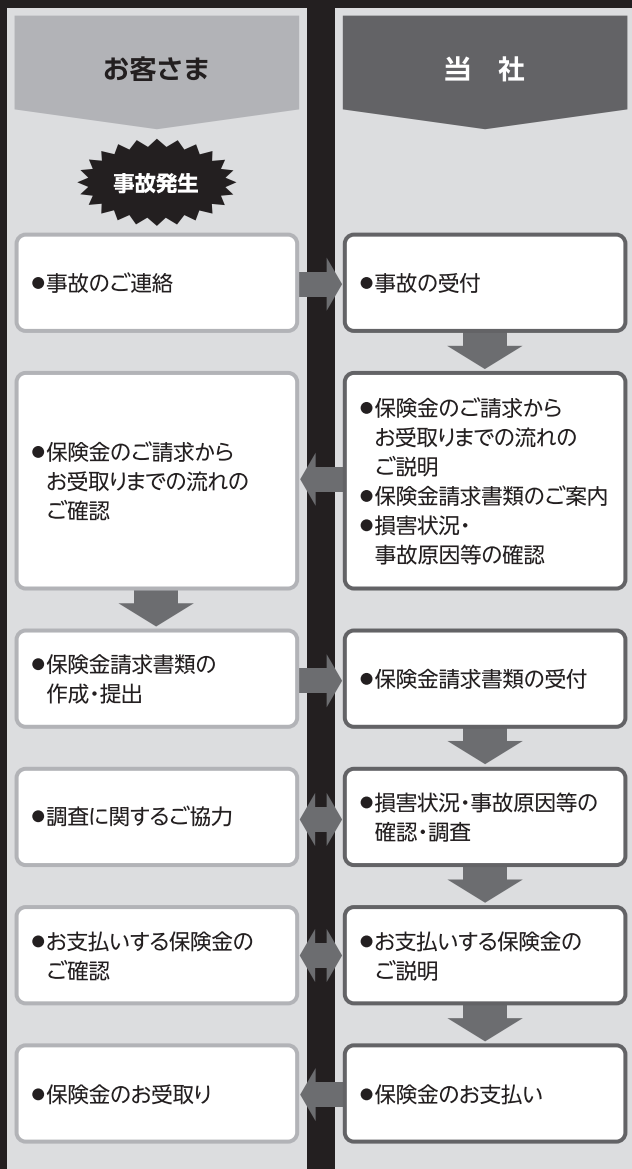 お客さま
当 社
事故発生
●事故のご連絡
●事故の受付
●保険金のご請求から
お受取りまでの流れの
ご確認
●保険金のご請求から
お受取りまでの流れの
ご説明
●保険金請求書類のご案内
●損害状況・
事故原因等の確認
●保険金請求書類の
作成・提出
●保険金請求書類の受付
●調査に関するご協力
●損害状況・事故原因等の
確認・調査
●お支払いする保険金の
ご確認
●お支払いする保険金の
ご説明
●保険金のお受取り
●保険金のお支払い